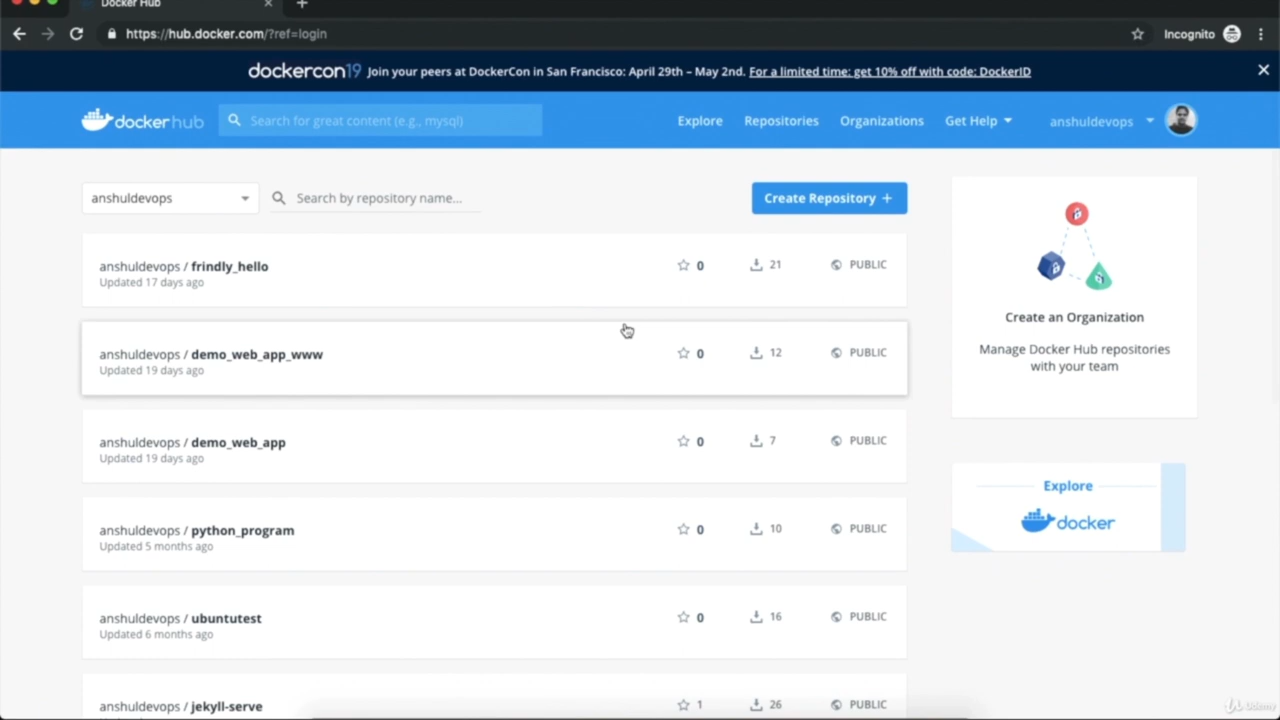 Docker Hub
https://hub.docker.com/?ref=login
Incognito
dockercon19 Join your peers at DockerCon in San Francisco: April 29th – May 2nd. For a limited time: get 10% off with code: DockerID
docker hub
Search for great content (e.g., mysql)
Explore
Repositories
Organizations
Get Help
anshuldevops
anshuldevops
Search by repository name...
Create Repository +
anshuldevops / frindly_hello
Updated 17 days ago
0
21
PUBLIC
anshuldevops / demo_web_app_www
Updated 19 days ago
0
12
PUBLIC
anshuldevops / demo_web_app
Updated 19 days ago
0
7
PUBLIC
anshuldevops / python_program
Updated 5 months ago
0
10
PUBLIC
anshuldevops / ubuntutest
Updated 6 months ago
0
16
PUBLIC
anshuldevops / jekyll-serve
1
26
PUBLIC
Create an Organization
Manage Docker Hub repositories
with your team
Explore
docker
Udemy